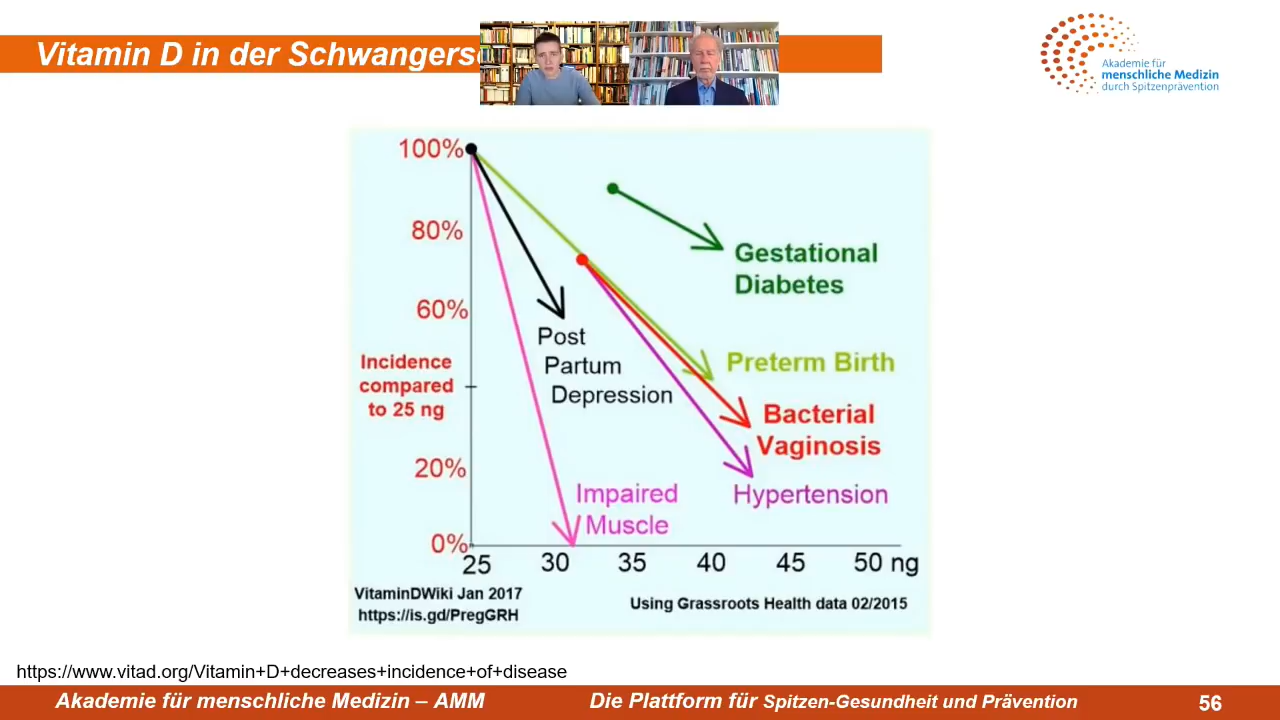 Vitamin D in der Schwangers
Akademie für
menschliche Medizin
durch Spitzenprävention
100%
80%
60%
Incidence
compared
to 25 ng
20%
0%
25 30 35 40 45 50 ng
Gestational
Diabetes
Post
Partum
Depression
Preterm Birth
Bacterial
Vaginosis
Impaired
Muscle
Hypertension
VitaminDWiki Jan 2017
https://is.gd/PregGRH
Using Grassroots Health data 02/2015
https://www.vitad.org/Vitamin+D+decreases+incidence+of+disease
Akademie für menschliche Medizin – AMM
Die Plattform für Spitzen-Gesundheit und Prävention
56